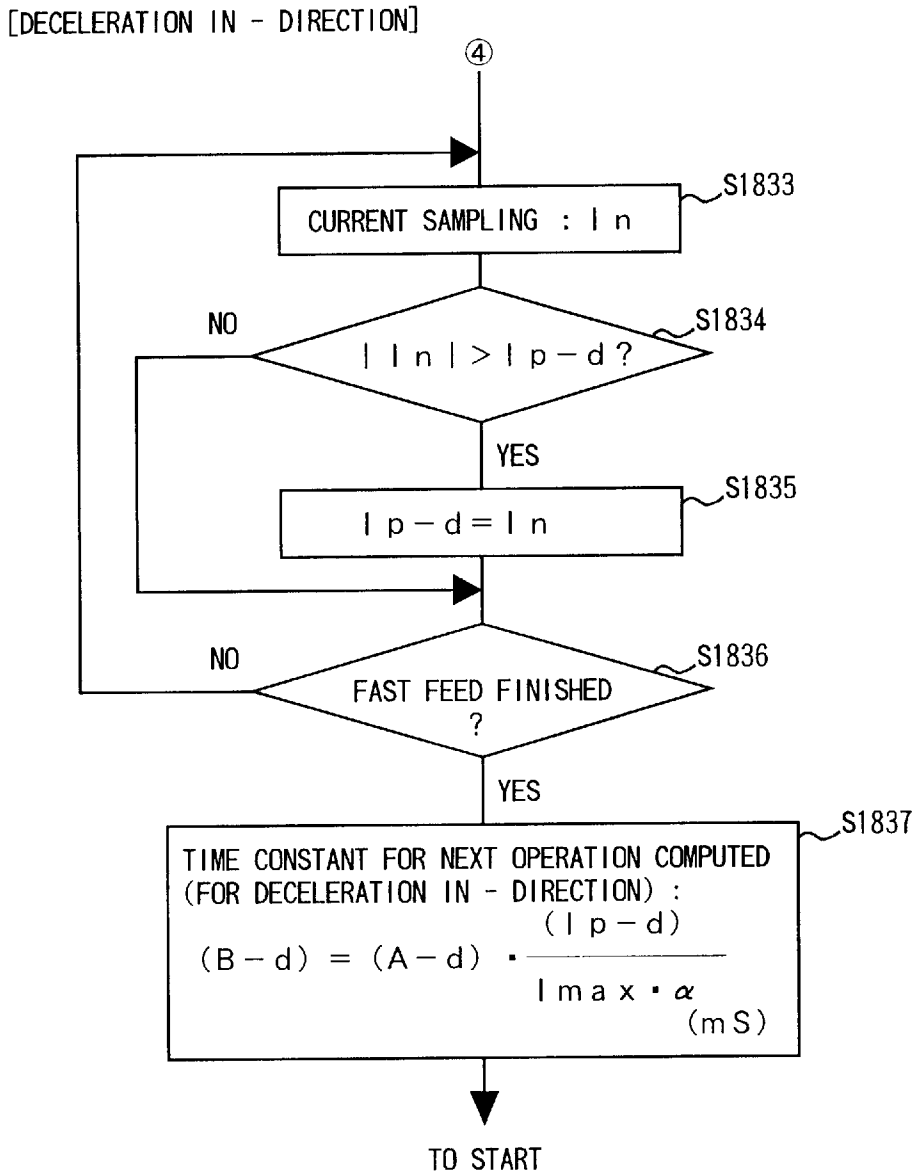 [DECELERATION IN - DIRECTION]
④
S1833
CURRENT SAMPLING : I n
S1834
NO
| I n | > I p - d ?
YES
S1835
I p - d = I n
S1836
NO
FAST FEED FINISHED
?
YES
S1837
TIME CONSTANT FOR NEXT OPERATION COMPUTED
(FOR DECELERATION IN - DIRECTION) :
(I p - d)
(B - d) = (A - d) ・
I m a x ・ α
(m S)
TO START